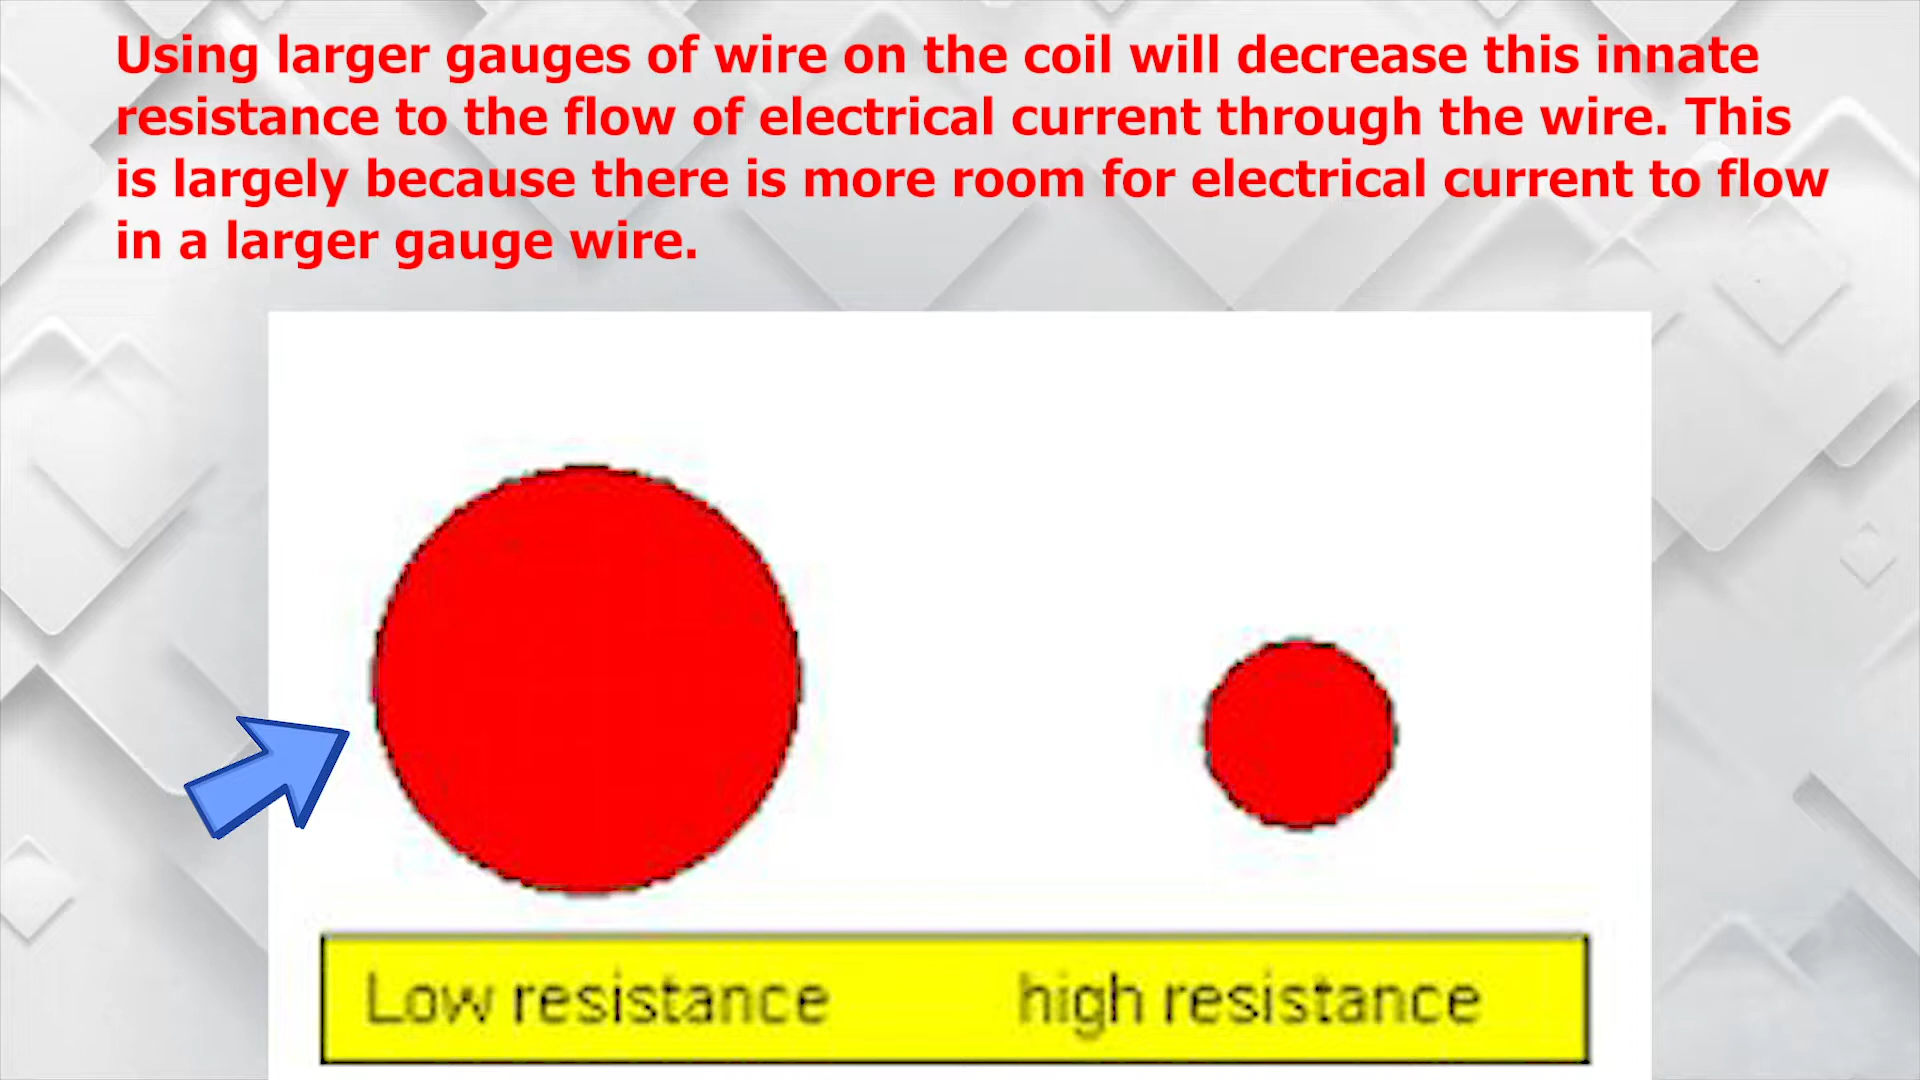 Using larger gauges of wire on the coil will decrease this innate
resistance to the flow of electrical current through the wire. This
is largely because there is more room for electrical current to flow
in a larger gauge wire.
Low resistance high resistance